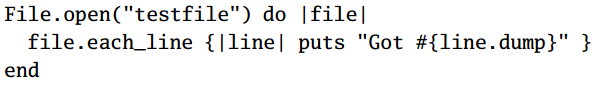 File.open("testfile") do |file|
  file.each_line {|line| puts "Got #{line.dump}" }
end